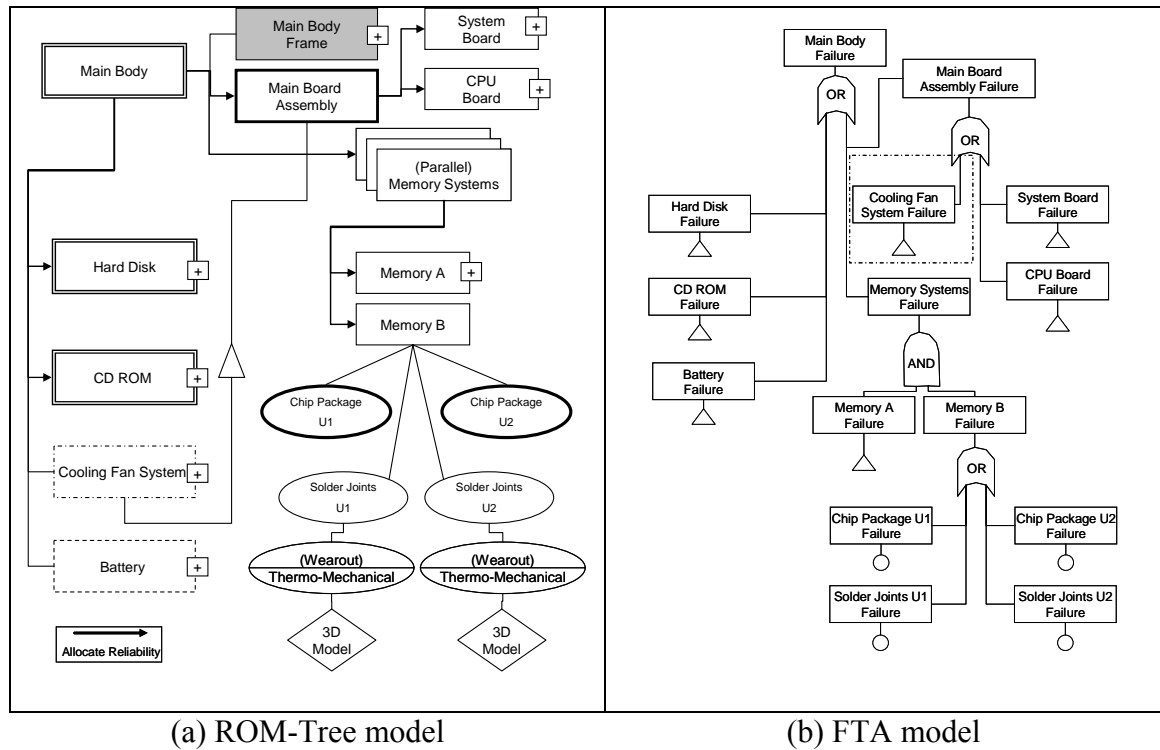 Main Body
Main Body
Frame
+
System
Board
+
Main Board
Assembly
CPU
Board
+
(Parallel)
Memory Systems
Hard Disk
+
Memory A
+
Memory B
CD ROM
+
Chip Package
U1
Chip Package
U2
Cooling Fan System
+
Solder Joints
U1
Solder Joints
U2
Battery
+
(Wearout)
Thermo-Mechanical
(Wearout)
Thermo-Mechanical
3D
Model
3D
Model
Allocate Reliability
(a) ROM-Tree model
Main Body
Failure
OR
Main Board
Assembly Failure
OR
Hard Disk
Failure
Cooling Fan
System Failure
System Board
Failure
CD ROM
Failure
Memory Systems
Failure
CPU Board
Failure
AND
Battery
Failure
Memory A
Failure
Memory B
Failure
OR
Chip Package U1
Failure
Chip Package U2
Failure
Solder Joints U1
Failure
Solder Joints U2
Failure
(b) FTA model